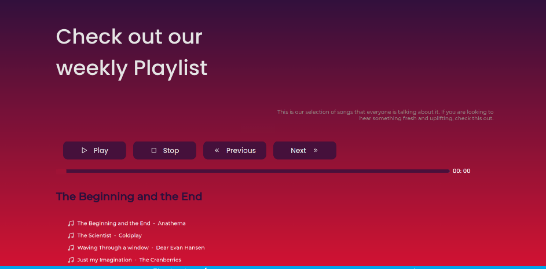 Check out our
weekly Playlist
This is our selection of songs that everyone is talking about it. If you are looking to
hear something fresh and uplifting, check this out.
Play Stop Previous Next
00: 00
The Beginning and the End
The Beginning and the End - Anathema
The Scientist - Coldplay
Waving Through a window - Dear Evan Hansen
Just my Imagination - The Cranberries